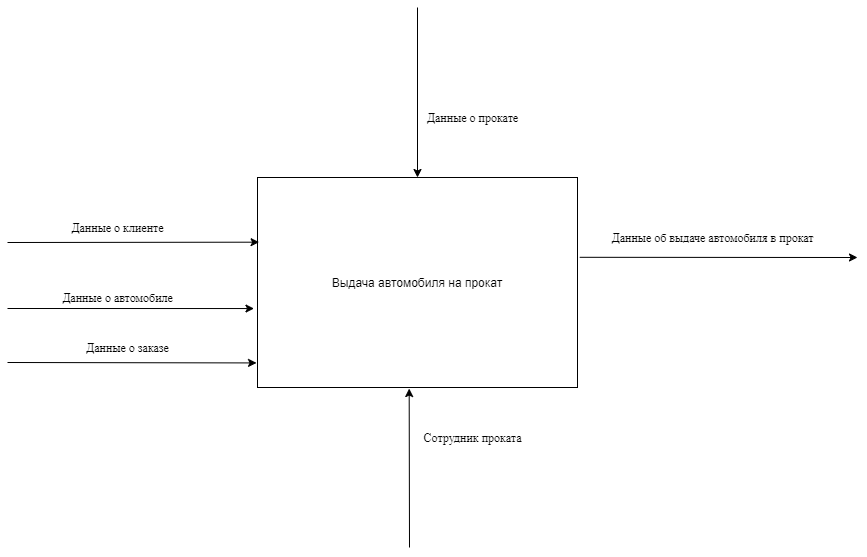 Данные о прокате
Данные о клиенте
Данные об выдаче автомобиля в прокат
Выдача автомобиля на прокат
Данные о автомобиле
Данные о заказе
Сотрудник проката